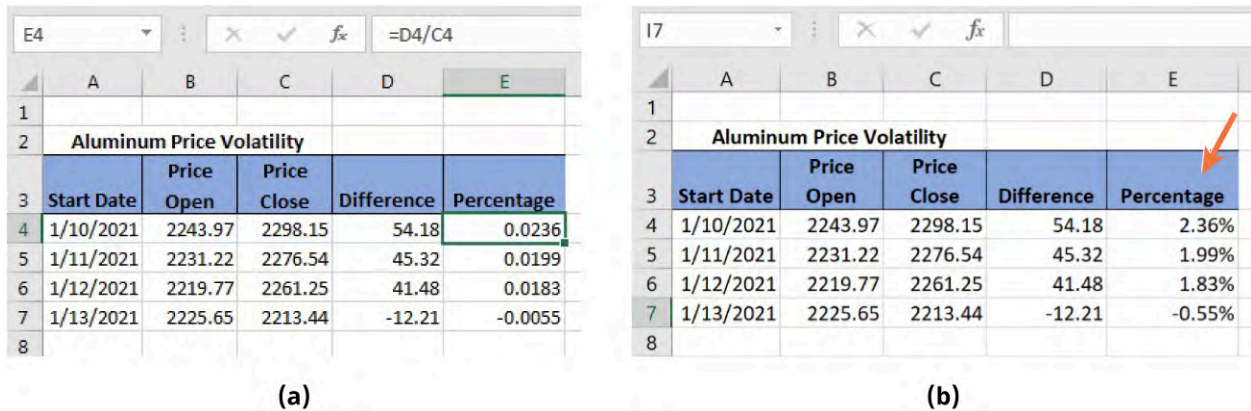 E4 fx =D4/C4
A B C D E
1
2 Aluminum Price Volatility
Price Price
3 Start Date Open Close Difference Percentage
4 1/10/2021 2243.97 2298.15 54.18 0.0236
5 1/11/2021 2231.22 2276.54 45.32 0.0199
6 1/12/2021 2219.77 2261.25 41.48 0.0183
7 1/13/2021 2225.65 2213.44 -12.21 -0.0055
8
(a)
I7 fx
A B C D E
1
2 Aluminum Price Volatility
Price Price
3 Start Date Open Close Difference Percentage
4 1/10/2021 2243.97 2298.15 54.18 2.36%
5 1/11/2021 2231.22 2276.54 45.32 1.99%
6 1/12/2021 2219.77 2261.25 41.48 1.83%
7 1/13/2021 2225.65 2213.44 -12.21 -0.55%
8
(b)